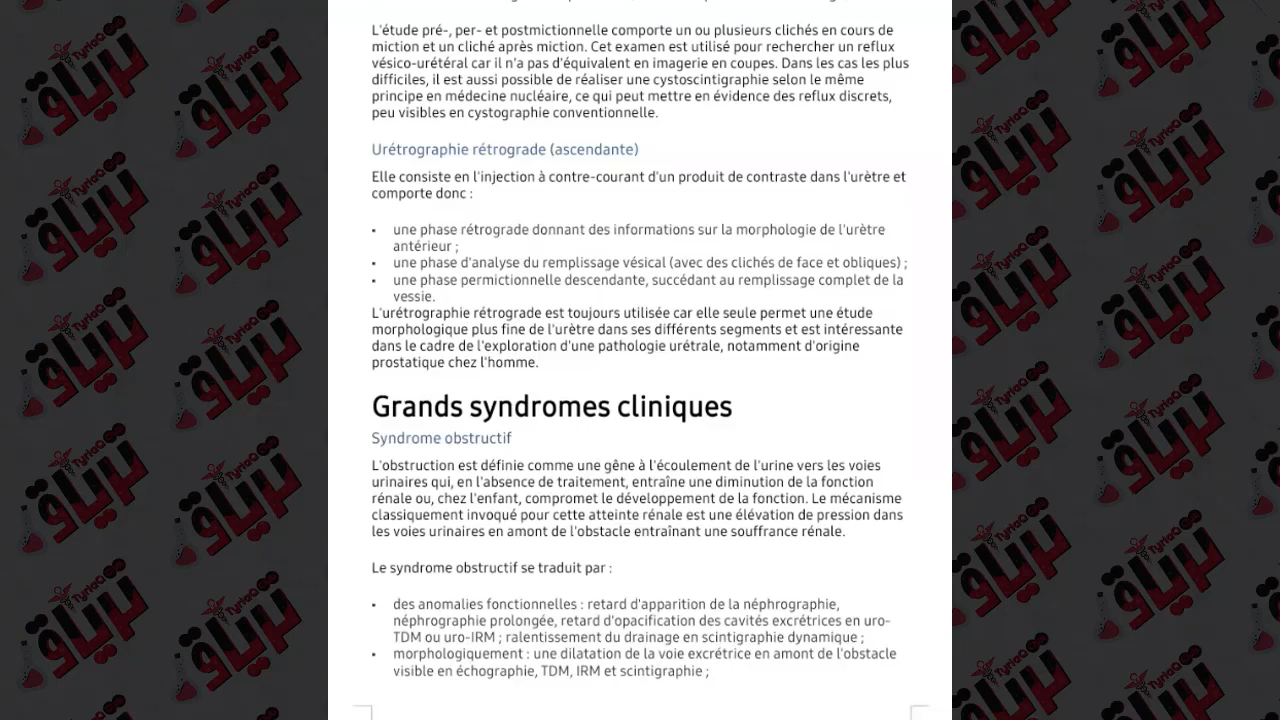 L'étude pré-, per- et postmictionnelle comporte un ou plusieurs clichés en cours de
miction et un cliché après miction. Cet examen est utilisé pour rechercher un reflux
vésico-urétéral car il n'a pas d'équivalent en imagerie en coupes. Dans les cas les plus
difficiles, il est aussi possible de réaliser une cystoscintigraphie selon le même
principe en médecine nucléaire, ce qui peut mettre en évidence des reflux discrets,
peu visibles en cystographie conventionnelle.
Urétrographie rétrograde (ascendante)
Elle consiste en l'injection à contre-courant d'un produit de contraste dans l'urètre et
comporte donc :
▪ une phase rétrograde donnant des informations sur la morphologie de l'urètre
antérieur ;
▪ une phase d'analyse du remplissage vésical (avec des clichés de face et obliques) ;
▪ une phase permictionnelle descendante, succédant au remplissage complet de la
vessie.
L'urétrographie rétrograde est toujours utilisée car elle seule permet une étude
morphologique plus fine de l'urètre dans ses différents segments et est intéressante
dans le cadre de l'exploration d'une pathologie urétrale, notamment d'origine
prostatique chez l'homme.
Grands syndromes cliniques
Syndrome obstructif
L'obstruction est définie comme une gêne à l'écoulement de l'urine vers les voies
urinaires qui, en l'absence de traitement, entraîne une diminution de la fonction
rénale ou, chez l'enfant, compromet le développement de la fonction. Le mécanisme
classiquement invoqué pour cette atteinte rénale est une élévation de pression dans
les voies urinaires en amont de l'obstacle entraînant une souffrance rénale.
Le syndrome obstructif se traduit par :
▪ des anomalies fonctionnelles : retard d'apparition de la néphrographie,
néphrographie prolongée, retard d'opacification des cavités excrétrices en uro-
TDM ou uro-IRM ; ralentissement du drainage en scintigraphie dynamique ;
▪ morphologiquement : une dilatation de la voie excrétrice en amont de l'obstacle
visible en échographie, TDM, IRM et scintigraphie ;